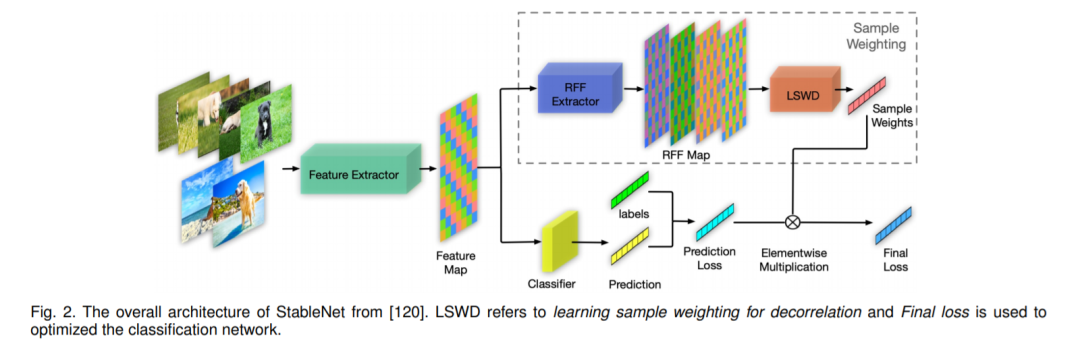 Sample
Weighting
RFF
Extractor
LSWD
Sample
Weights
RFF Map
Feature Extractor
labels
Feature
Map
Classifier
Prediction
Prediction
Loss
Elementwise
Multiplication
Final
Loss
Fig. 2. The overall architecture of StableNet from [120]. LSWD refers to learning sample weighting for decorrelation and Final loss is used to
optimized the classification network.